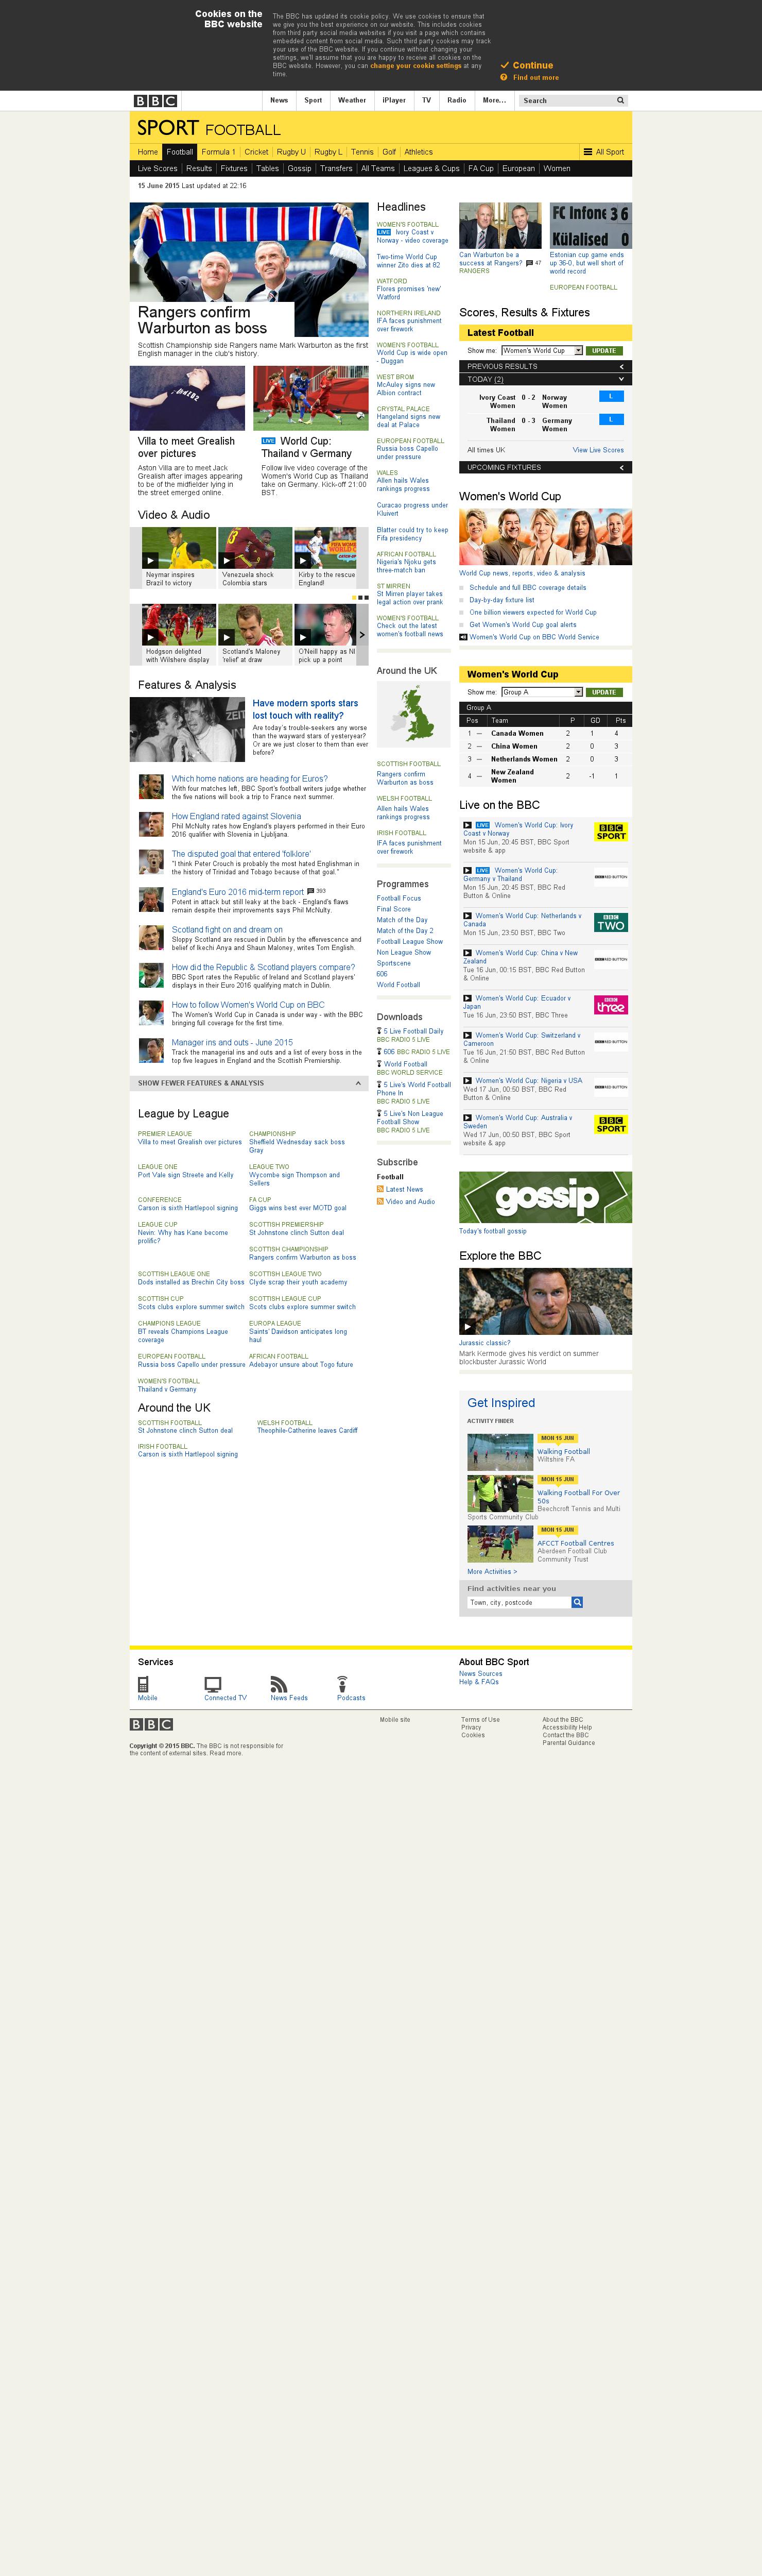 Cookies on the
BBC website
The BBC has updated its cookie policy. We use cookies to ensure that
we give you the best experience on our website. This includes cookies
from third party social media websites if you visit a page which contains
embedded content from social media. Such third party cookies may track
your use of the BBC website. If you continue without changing your
settings, we'll assume that you are happy to receive all cookies on the
BBC website. However, you can change your cookie settings at any
time.
Continue
Find out more
BBC
News Sport Weather iPlayer TV Radio More... Search
SPORT FOOTBALL
Home Football Formula 1 Cricket Rugby U Rugby L Tennis Golf Athletics All Sport
Live Scores Results Fixtures Tables Gossip Transfers All Teams Leagues & Cups FA Cup European Women
15 June 2015 Last updated at 22:16
Rangers confirm
Warburton as boss
Scottish Championship side Rangers name Mark Warburton as the first
English manager in the club's history.
Villa to meet Grealish
over pictures
Aston Villa are to meet Jack
Grealish after images appearing
to be of the midfielder lying in
the street emerged online.
LIVE World Cup:
Thailand v Germany
Follow live video coverage of the
Women's World Cup as Thailand
take on Germany. Kick-off 21:00
BST.
Video & Audio
Neymar inspires
Brazil to victory
Venezuela shock
Colombia stars
Kirby to the rescue
England!
Hodgson delighted
with Wilshere display
Scotland's Maloney
'relief' at draw
O'Neill happy as NI
pick up a point
Features & Analysis
Have modern sports stars
lost touch with reality?
Are today's trouble-seekers any worse
than the wayward stars of yesteryear?
Or are we just closer to them than ever
before?
Which home nations are heading for Euros?
With four matches left, BBC Sport's football writers judge whether
the five nations will book a trip to France next summer.
How England rated against Slovenia
Phil McNulty rates how England's players performed in their Euro
2016 qualifier with Slovenia in Ljubljana.
The disputed goal that entered 'folklore'
"I think Peter Crouch is probably the most hated Englishman in
the history of Trinidad and Tobago because of that goal."
England's Euro 2016 mid-term report 393
Potent in attack but still leaky at the back - England's flaws
remain despite their improvements says Phil McNulty.
Scotland fight on and dream on
Sloppy Scotland are rescued in Dublin by the effervescence and
belief of Ikechi Anya and Shaun Maloney, writes Tom English.
How did the Republic & Scotland players compare?
BBC Sport rates the Republic of Ireland and Scotland players'
displays in their Euro 2016 qualifying match in Dublin.
How to follow Women's World Cup on BBC
The Women's World Cup in Canada is under way - with the BBC
bringing full coverage for the first time.
Manager ins and outs - June 2015
Track the managerial ins and outs and a list of every boss in the
top five leagues in England and the Scottish Premiership.
SHOW FEWER FEATURES & ANALYSIS
League by League
PREMIER LEAGUE
Villa to meet Grealish over pictures
CHAMPIONSHIP
Sheffield Wednesday sack boss
Gray
LEAGUE ONE
Port Vale sign Streete and Kelly
LEAGUE TWO
Wycombe sign Thompson and
Sellers
CONFERENCE
Carson is sixth Hartlepool signing
FA CUP
Giggs wins best ever MOTD goal
LEAGUE CUP
Nevin: Why has Kane become
prolific?
SCOTTISH PREMIERSHIP
St Johnstone clinch Sutton deal
SCOTTISH CHAMPIONSHIP
Rangers confirm Warburton as boss
SCOTTISH LEAGUE ONE
Dods installed as Brechin City boss
SCOTTISH LEAGUE TWO
Clyde scrap their youth academy
SCOTTISH CUP
Scots clubs explore summer switch
SCOTTISH LEAGUE CUP
Scots clubs explore summer switch
CHAMPIONS LEAGUE
BT reveals Champions League
coverage
EUROPA LEAGUE
Saints' Davidson anticipates long
haul
EUROPEAN FOOTBALL
Russia boss Capello under pressure
AFRICAN FOOTBALL
Adebayor unsure about Togo future
WOMEN'S FOOTBALL
Thailand v Germany
Around the UK
SCOTTISH FOOTBALL
St Johnstone clinch Sutton deal
WELSH FOOTBALL
Theophile-Catherine leaves Cardiff
IRISH FOOTBALL
Carson is sixth Hartlepool signing
Headlines
WOMEN'S FOOTBALL
LIVE Ivory Coast v
Norway - video coverage
Two-time World Cup
winner Zito dies at 82
WATFORD
Flores promises 'new'
Watford
NORTHERN IRELAND
IFA faces punishment
over firework
WOMEN'S FOOTBALL
World Cup is wide open
- Duggan
WEST BROM
McAuley signs new
Albion contract
CRYSTAL PALACE
Hangeland signs new
deal at Palace
EUROPEAN FOOTBALL
Russia boss Capello
under pressure
WALES
Allen hails Wales
rankings progress
Curacao progress under
Kluivert
Blatter could try to keep
Fifa presidency
AFRICAN FOOTBALL
Nigeria's Njoku gets
three-match ban
ST MIRREN
St Mirren player takes
legal action over prank
WOMEN'S FOOTBALL
Check out the latest
women's football news
Around the UK
SCOTTISH FOOTBALL
Rangers confirm
Warburton as boss
WELSH FOOTBALL
Allen hails Wales
rankings progress
IRISH FOOTBALL
IFA faces punishment
over firework
Programmes
Football Focus
Final Score
Match of the Day
Match of the Day 2
Football League Show
Non League Show
Sportscene
606
World Football
Downloads
5 Live Football Daily
BBC RADIO 5 LIVE
606 BBC RADIO 5 LIVE
World Football
BBC WORLD SERVICE
5 Live's World Football
Phone In
BBC RADIO 5 LIVE
5 Live's Non League
Football Show
BBC RADIO 5 LIVE
Subscribe
Football
Latest News
Video and Audio
Can Warburton be a
success at Rangers? 47
RANGERS
FC Infone 36
Külalised 0
Estonian cup game ends
up 36-0, but well short of
world record
EUROPEAN FOOTBALL
Scores, Results & Fixtures
Latest Football
Show me: Women's World Cup UPDATE
PREVIOUS RESULTS
TODAY (2)
Ivory Coast 0 - 2 Norway L
Women Women
Thailand 0 - 3 Germany L
Women Women
All times UK View Live Scores
UPCOMING FIXTURES
Women's World Cup
World Cup news, reports, video & analysis
Schedule and full BBC coverage details
Day-by-day fixture list
One billion viewers expected for World Cup
Get Women's World Cup goal alerts
Women's World Cup on BBC World Service
Women's World Cup
Show me: Group A UPDATE
Group A
Pos Team P GD Pts
1 Canada Women 2 1 4
2 China Women 2 0 3
3 Netherlands Women 2 0 3
4 New Zealand Women 2 -1 1
Live on the BBC
LIVE Women's World Cup: Ivory
Coast v Norway
Mon 15 Jun, 20:45 BST, BBC Sport
website & app
BBC SPORT
LIVE Women's World Cup:
Germany v Thailand
Mon 15 Jun, 20:45 BST, BBC Red
Button & Online
BBC RED BUTTON
Women's World Cup: Netherlands v
Canada
Mon 15 Jun, 23:50 BST, BBC Two
BBC TWO
Women's World Cup: China v New
Zealand
Tue 16 Jun, 00:15 BST, BBC Red Button
& Online
BBC RED BUTTON
Women's World Cup: Ecuador v
Japan
Tue 16 Jun, 23:50 BST, BBC Three
BBC three
Women's World Cup: Switzerland v
Cameroon
Tue 16 Jun, 21:50 BST, BBC Red Button
& Online
BBC RED BUTTON
Women's World Cup: Nigeria v USA
Wed 17 Jun, 00:50 BST, BBC Red
Button & Online
BBC RED BUTTON
Women's World Cup: Australia v
Sweden
Wed 17 Jun, 00:50 BST, BBC Sport
website & app
BBC SPORT
gossip
Today's football gossip
Explore the BBC
Jurassic classic?
Mark Kermode gives his verdict on summer
blockbuster Jurassic World
Get Inspired
ACTIVITY FINDER
MON 15 JUN
Walking Football
Wiltshire FA
MON 15 JUN
Walking Football For Over
50s
Beechcroft Tennis and Multi
Sports Community Club
MON 15 JUN
AFCCT Football Centres
Aberdeen Football Club
Community Trust
More Activities >
Find activities near you
Town, city, postcode
Services
Mobile
Connected TV
News Feeds
Podcasts
About BBC Sport
News Sources
Help & FAQs
BBC
Mobile site
Terms of Use
Privacy
Cookies
About the BBC
Accessibility Help
Contact the BBC
Parental Guidance
Copyright © 2015 BBC. The BBC is not responsible for
the content of external sites. Read more.